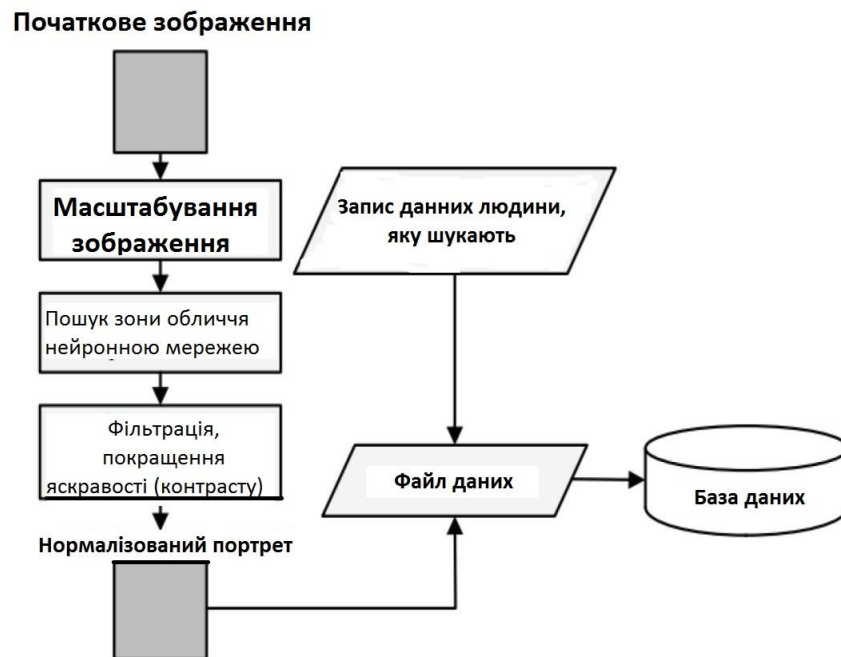 Початкове зображення
Масштабування
зображення
Запис данних людини,
яку шукають
Пошук зони обличчя
нейронною мережею
Фільтрація,
покращення
яскравості (контрасту)
Файл даних
База даних
Нормалізований портрет